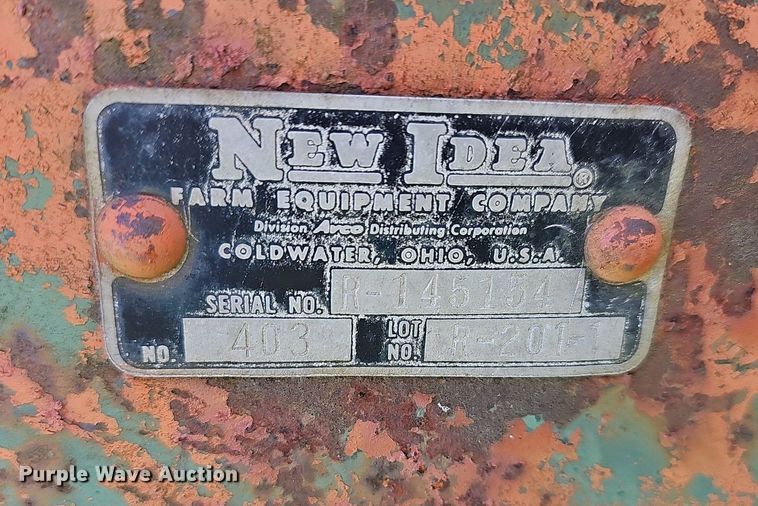 NEW IDEA®
FARM EQUIPMENT COMPANY
Division Avco Distributing Corporation
COLDWATER, OHIO, U.S.A.
SERIAL NO. R-1451547
NO. 403 LOT NO. R-201-1
Purple Wave Auction